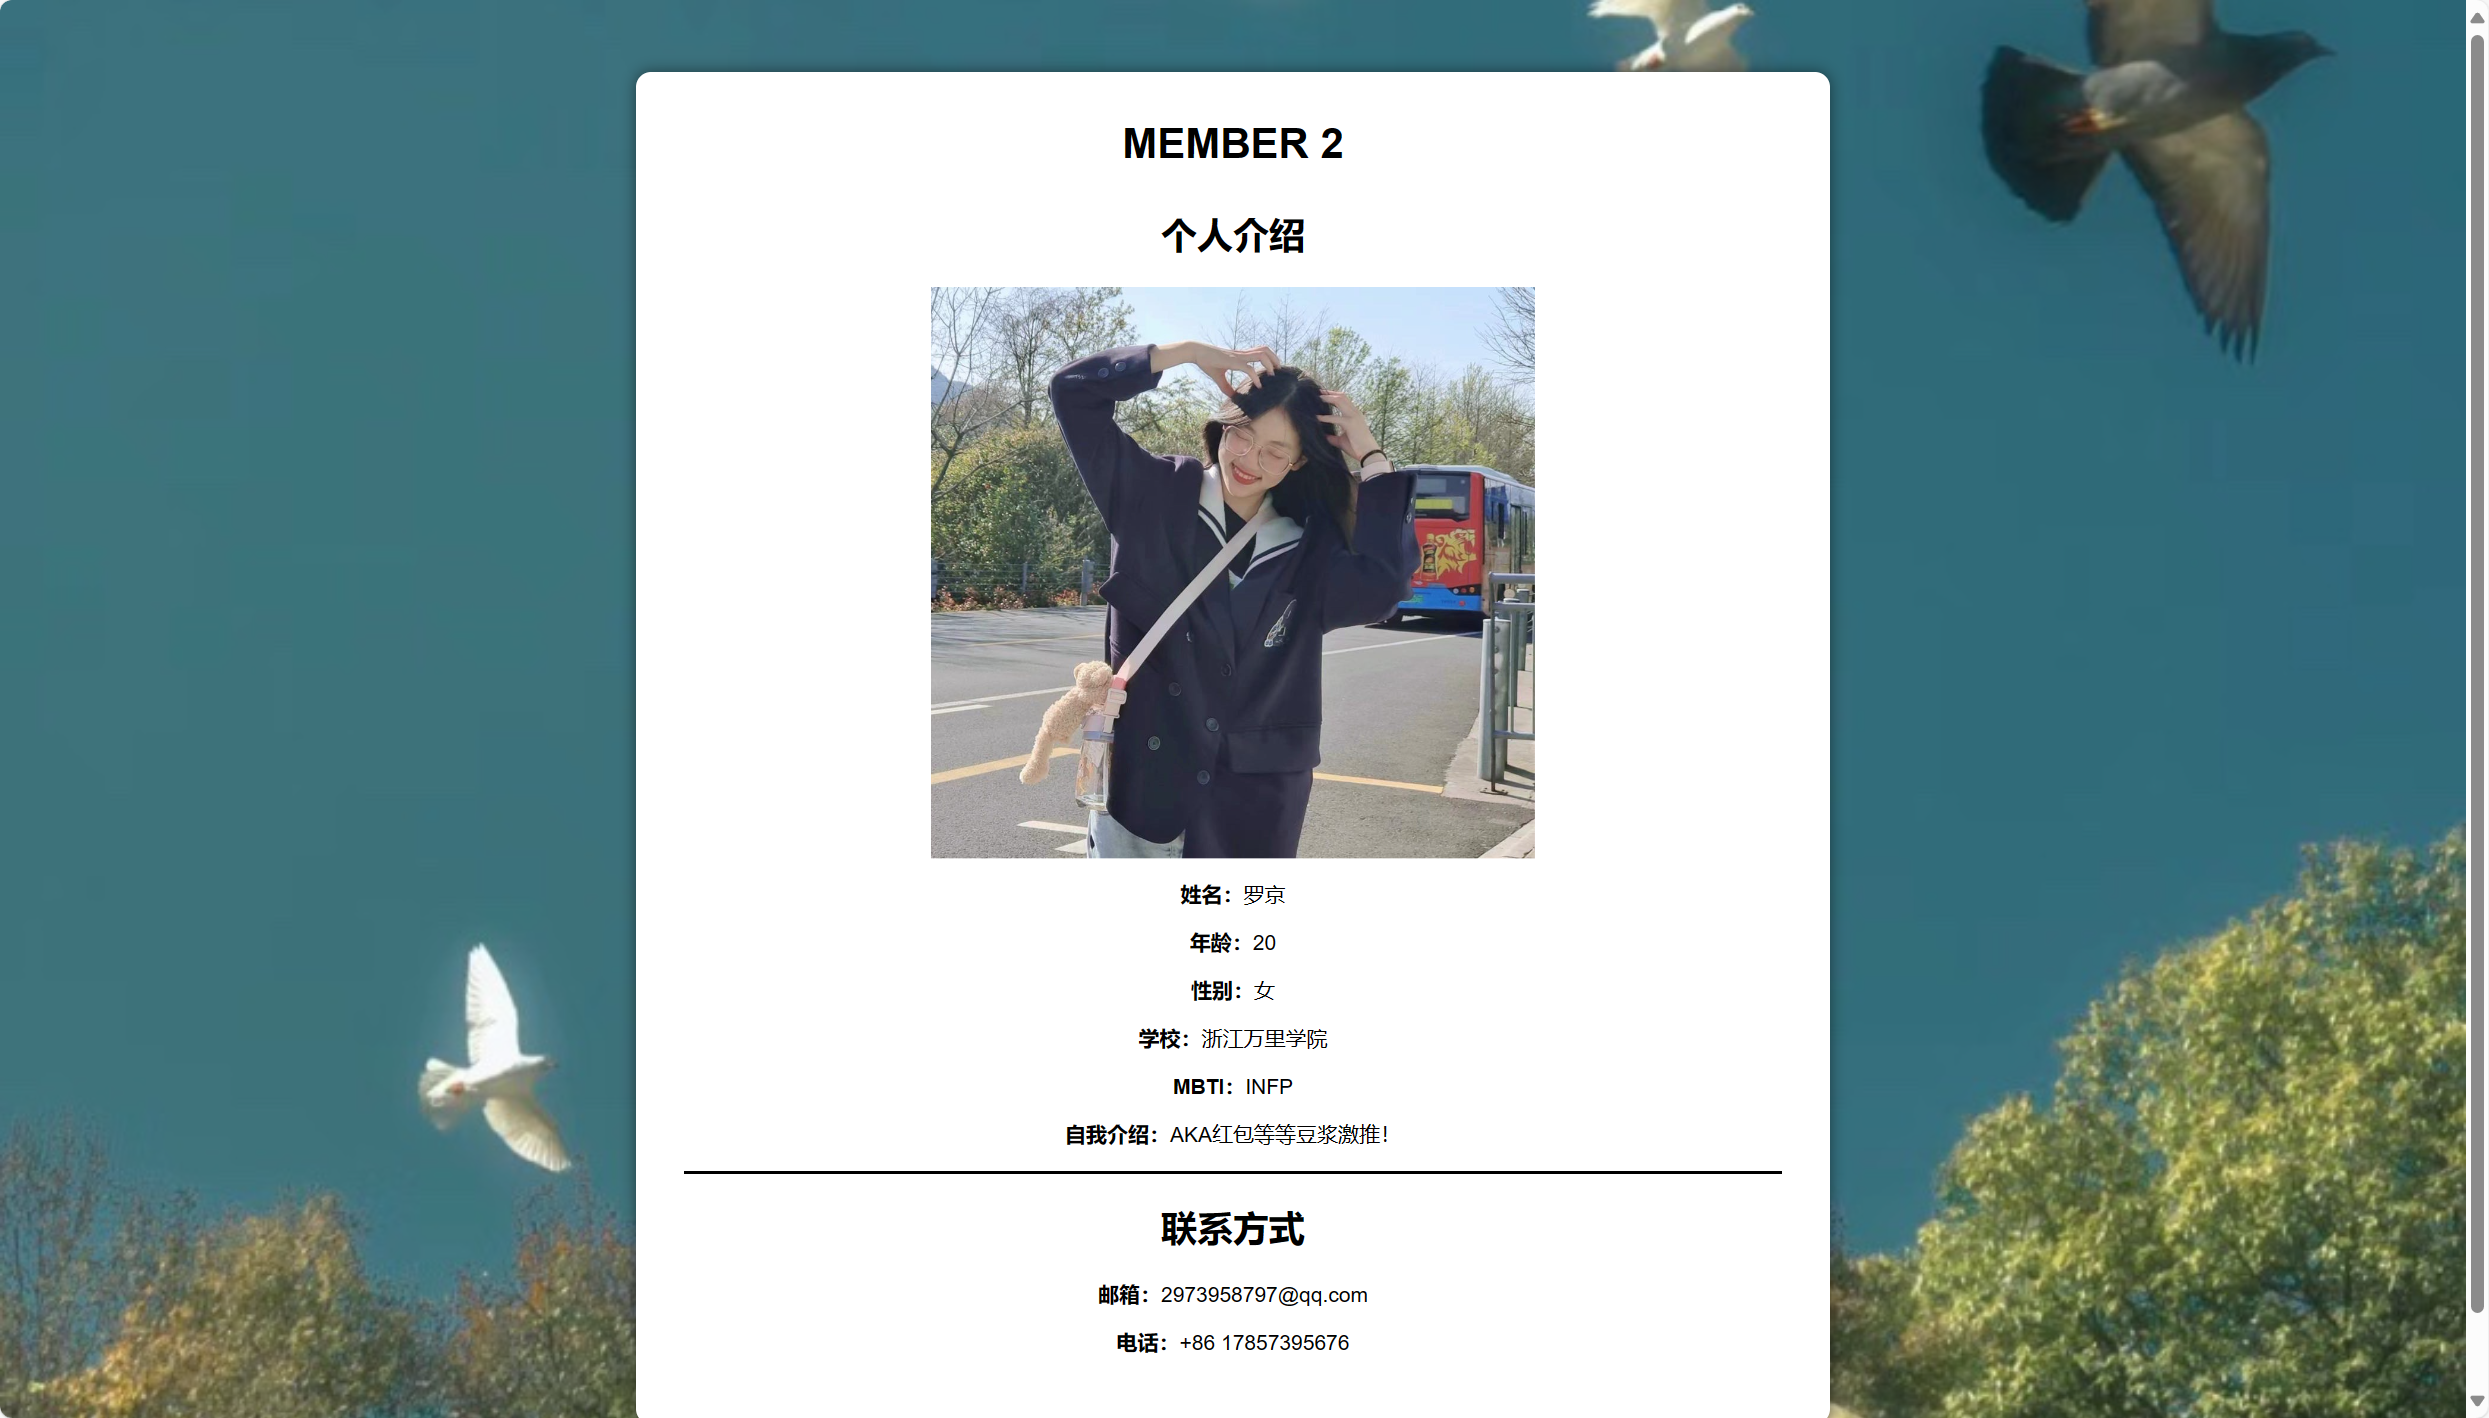 MEMBER 2
个人介绍
姓名：罗京
年龄：20
性别：女
学校：浙江万里学院
MBTI：INFP
自我介绍：AKA红包等等豆浆激推！
联系方式
邮箱：2973958797@qq.com
电话：+86 17857395676